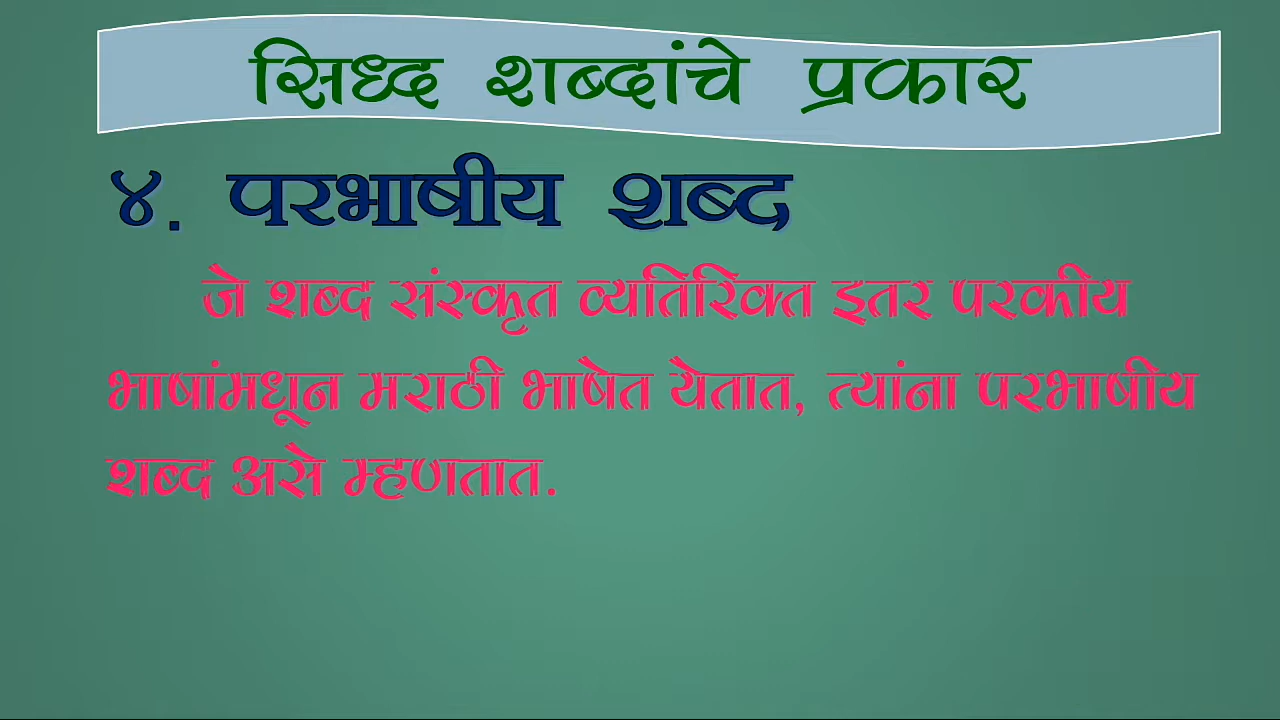 सिध्द शब्दांचे प्रकार
४. परभाषीय शब्द
जे शब्द संस्कृत व्यतिरिक्त इतर परकीय
भाषांमधून मराठी भाषेत येतात, त्यांना परभाषीय
शब्द असे म्हणतात.